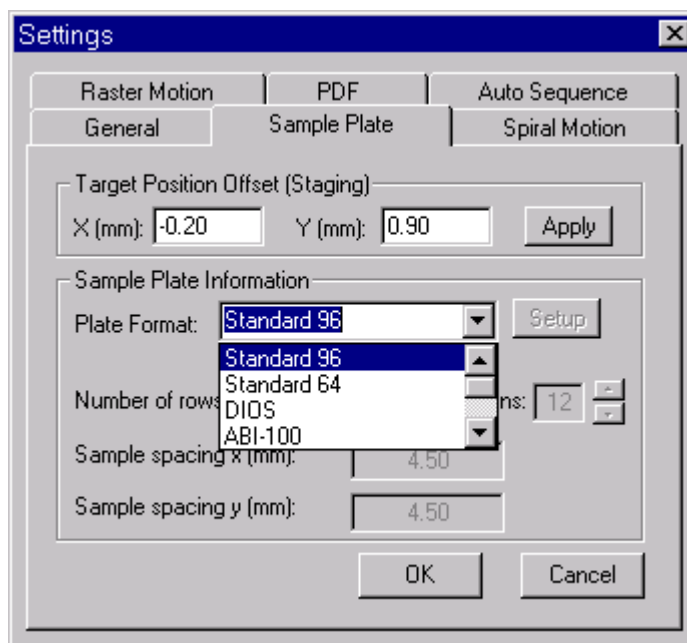 Settings
Raster Motion PDF Auto Sequence
General Sample Plate Spiral Motion
Target Position Offset (Staging)
X (mm): -0.20 Y (mm): 0.90 Apply
Sample Plate Information
Plate Format: Standard 96 Setup
Standard 96
Standard 64
Number of rows ns: 12
DIOS
ABI-100
Sample spacing x (mm): 4.50
Sample spacing y (mm): 4.50
OK Cancel